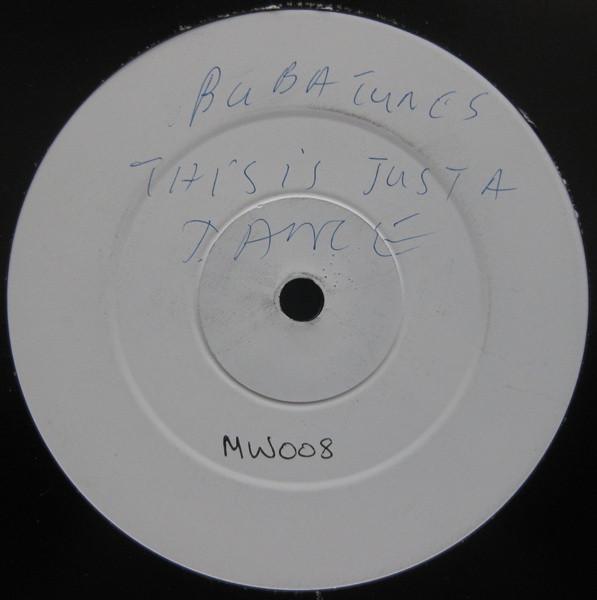 BUBATUNES
THIS IS JUST A
DANCE
MW008